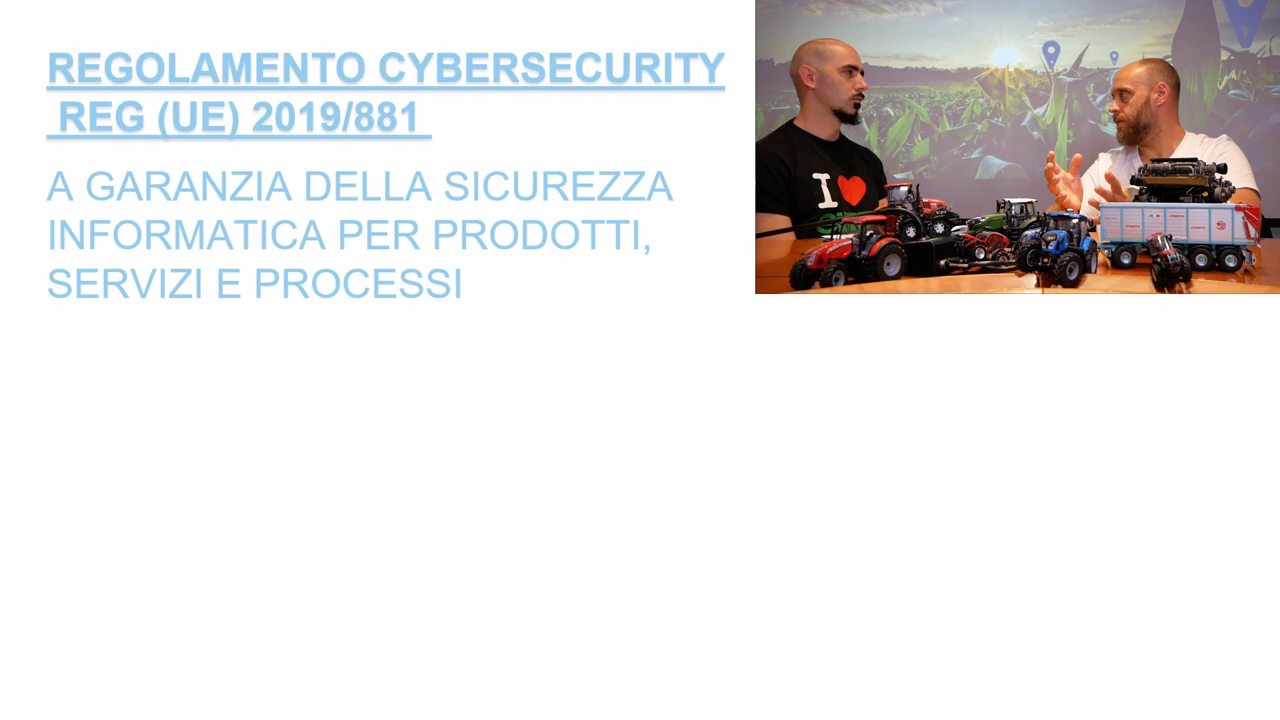 REGOLAMENTO CYBERSECURITY
REG (UE) 2019/881
A GARANZIA DELLA SICUREZZA
INFORMATICA PER PRODOTTI,
SERVIZI E PROCESSI
I